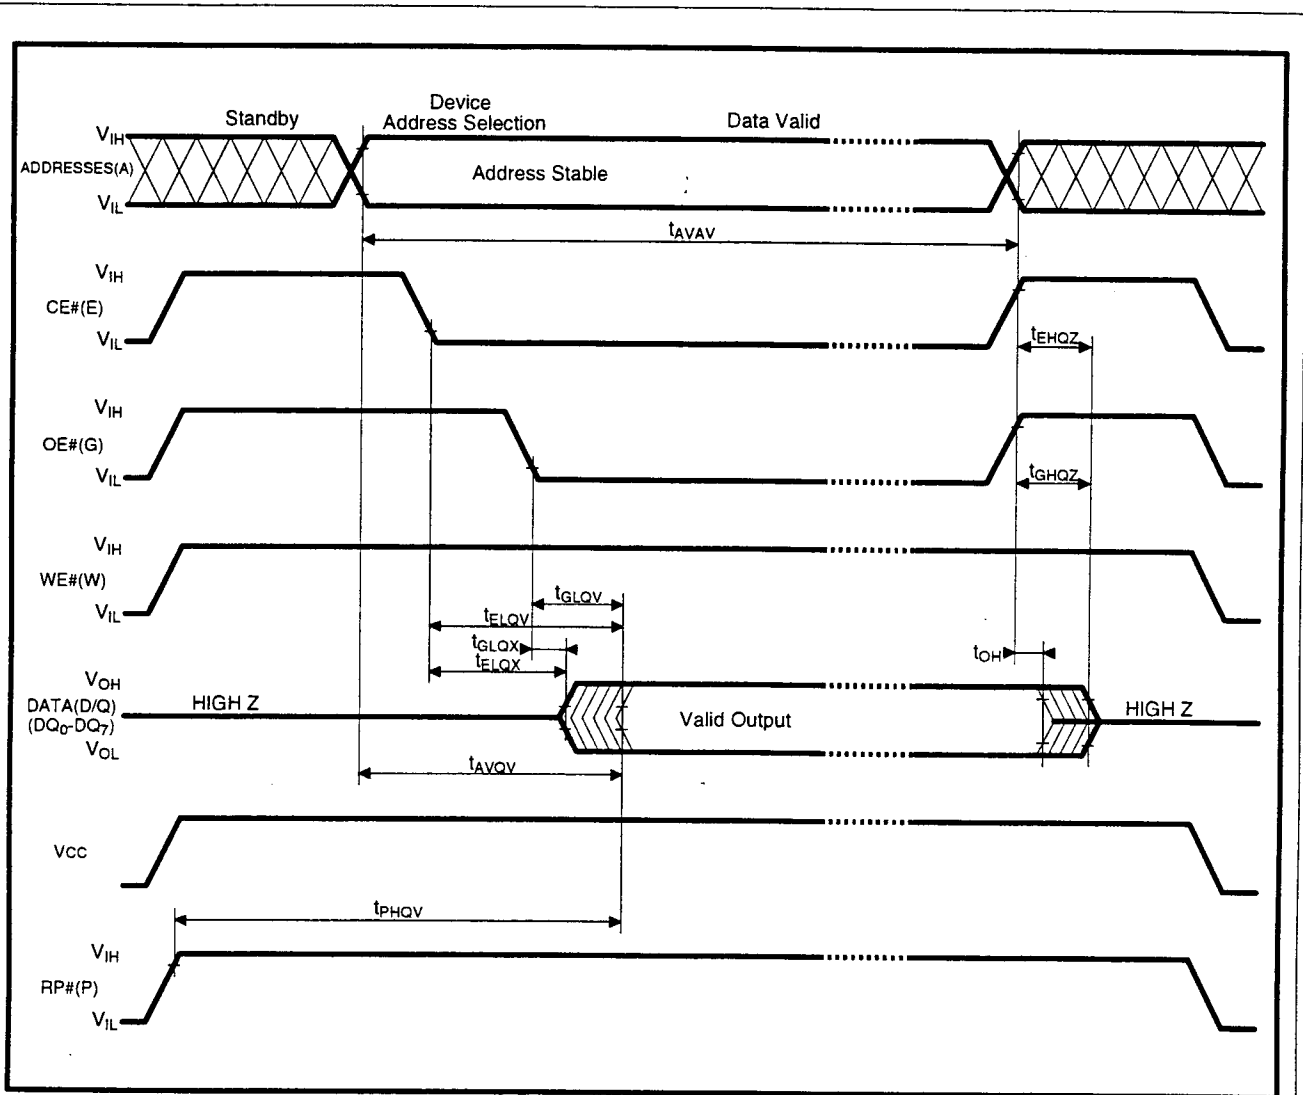 Standby
Device
Address Selection
Data Valid
VIH
ADDRESSES(A)
Address Stable
VIL
tAVAV
VIH
CE#(E)
VIL
tEHQZ
VIH
OE#(G)
VIL
tGHQZ
VIH
WE#(W)
VIL
tGLQV
tELQV
tGLQX
tOH
tELQX
VOH
DATA(D/Q)
HIGH Z
Valid Output
HIGH Z
(DQ0-DQ7)
VOL
tAVQV
VCC
tPHQV
VIH
RP#(P)
VIL